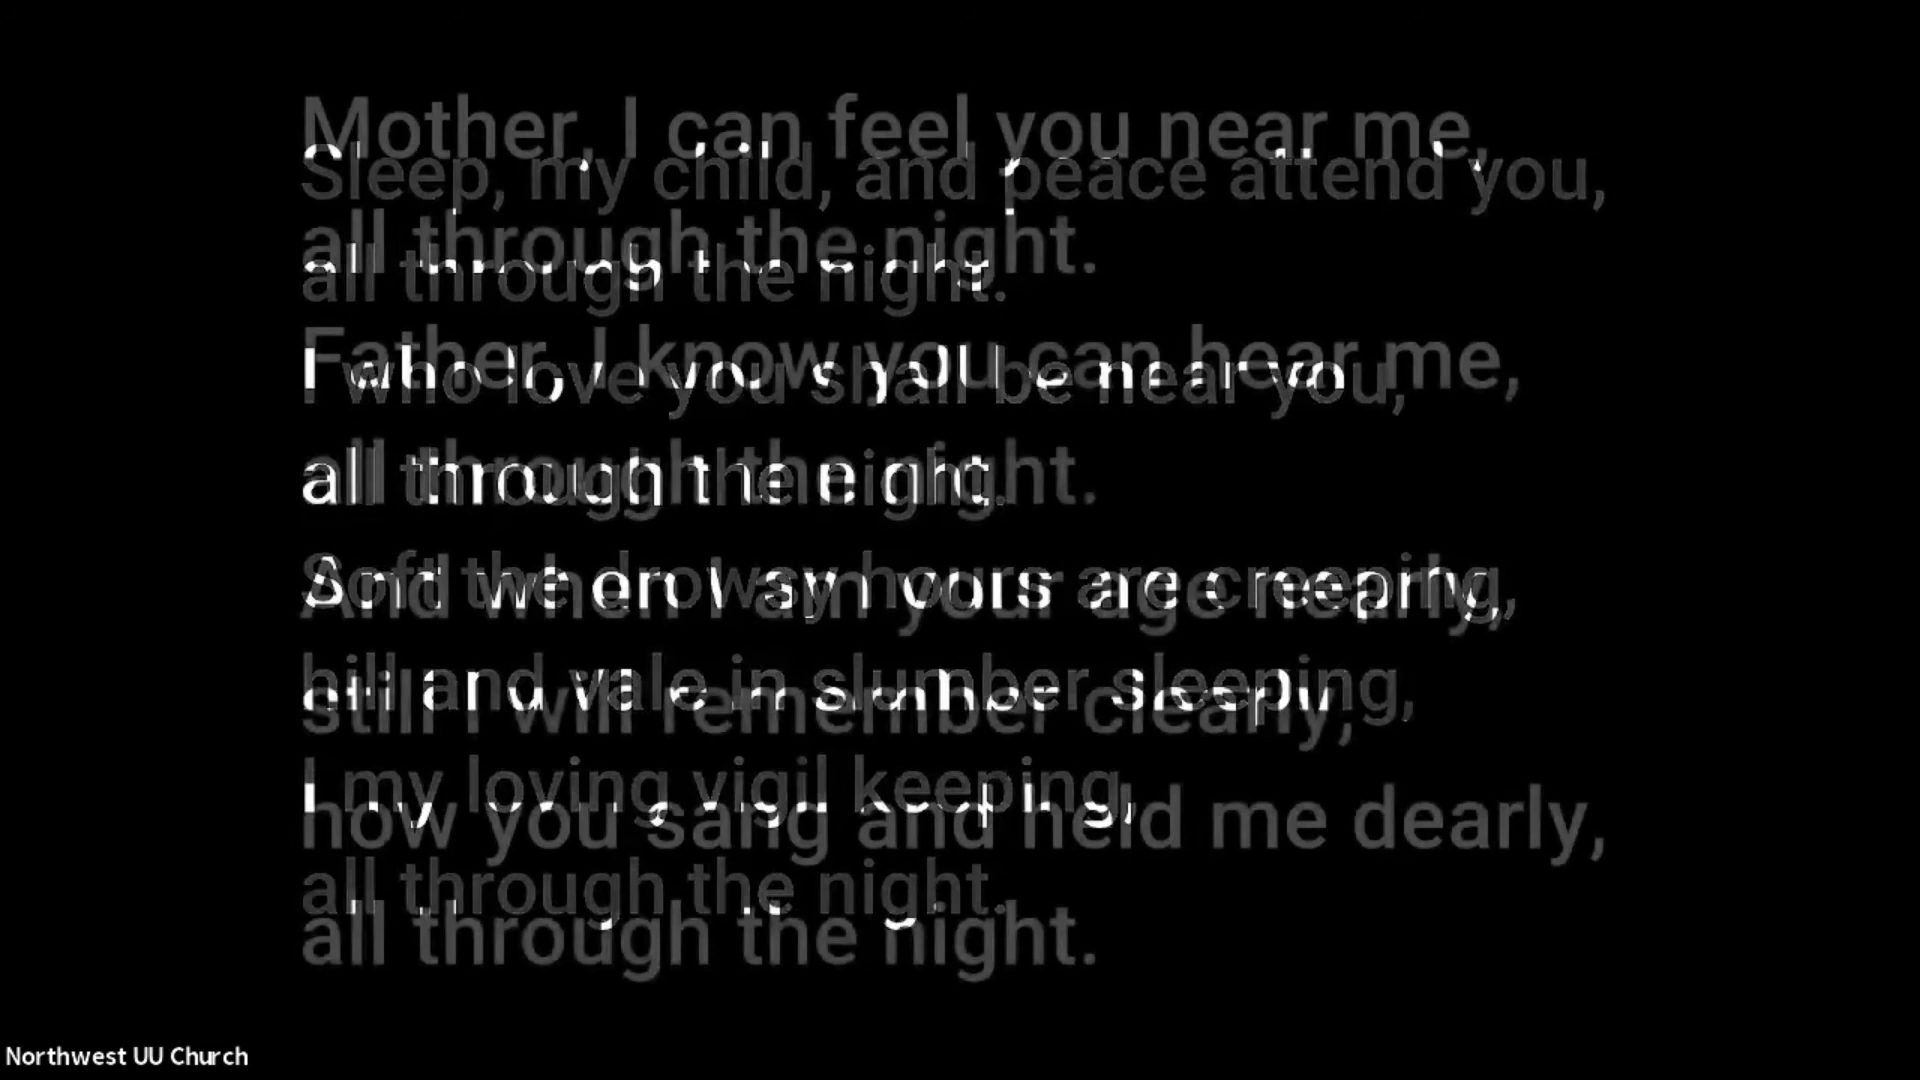 Mother, I can feel you near me,
Sleep, my child, and peace attend you,
all through the night.
all through the night.
Father, I know you can hear me,
I who love you shall be near you,
all through the night.
all through the night.
Soft the drowsy hours are creeping,
And when I am your age nearly,
hill and vale in slumber sleeping,
still I will remember clearly,
I my loving vigil keeping,
how you sang and held me dearly,
all through the night.
all through the night.
Northwest UU Church